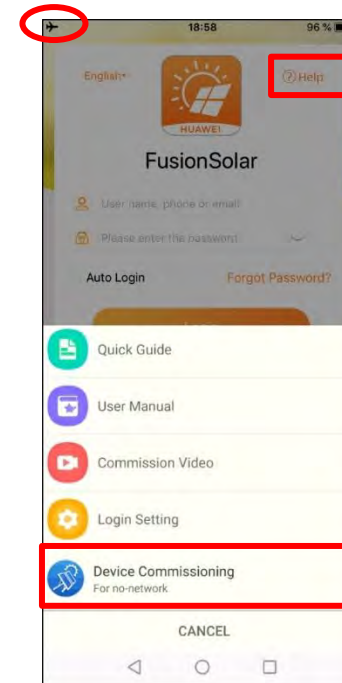 18:58
96 %
English
Help
HUAWEI
FusionSolar
User name, phone or email
Please enter the password
Auto Login
Forgot Password?
Quick Guide
User Manual
Commission Video
Login Setting
Device Commissioning
For no-network
CANCEL